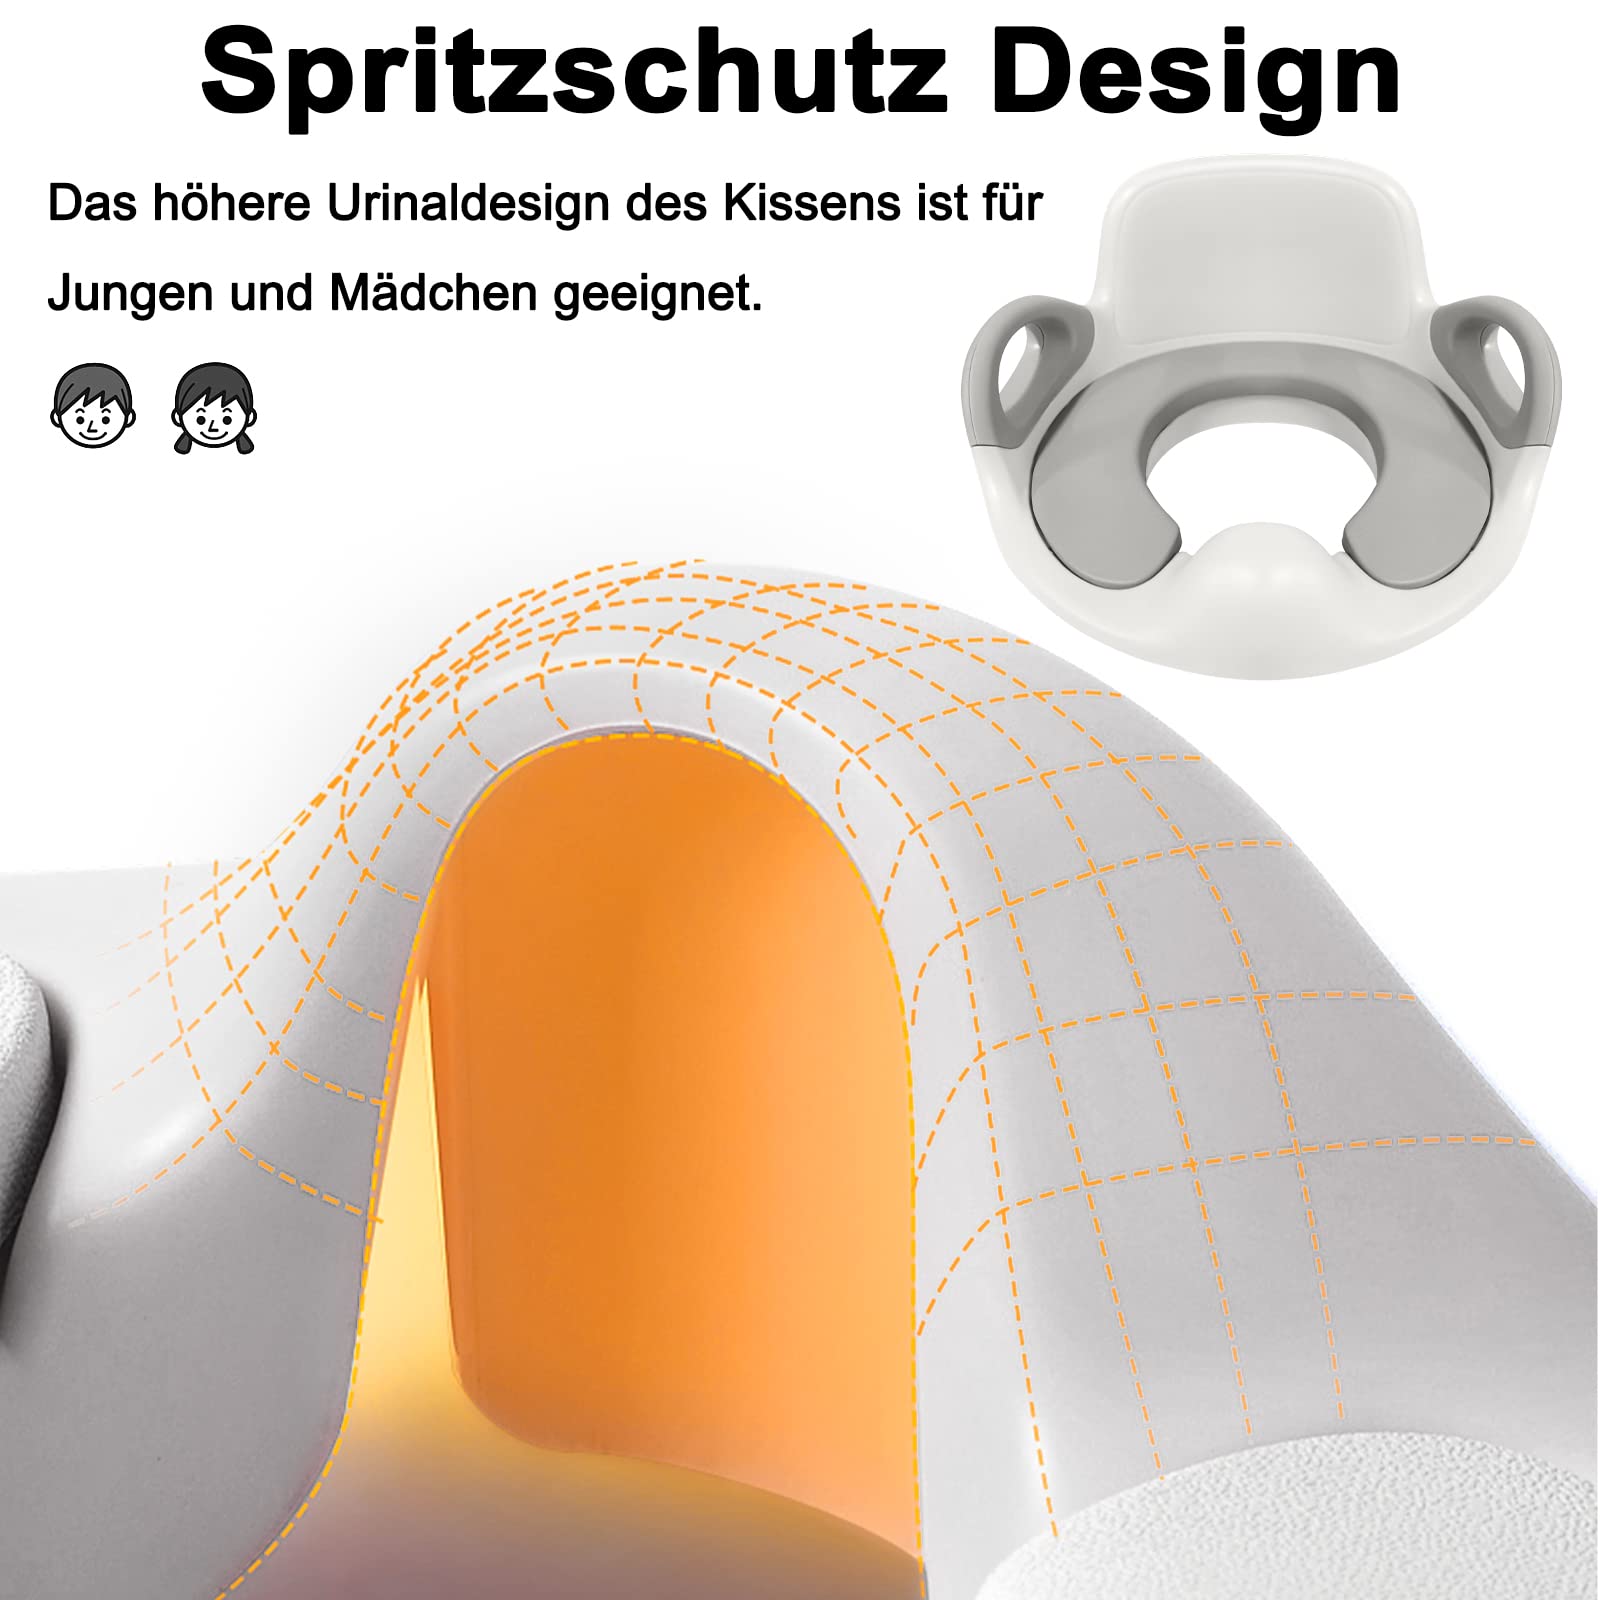 Spritzschutz Design
Das höhere Urinaldesign des Kissens ist für
Jungen und Mädchen geeignet.